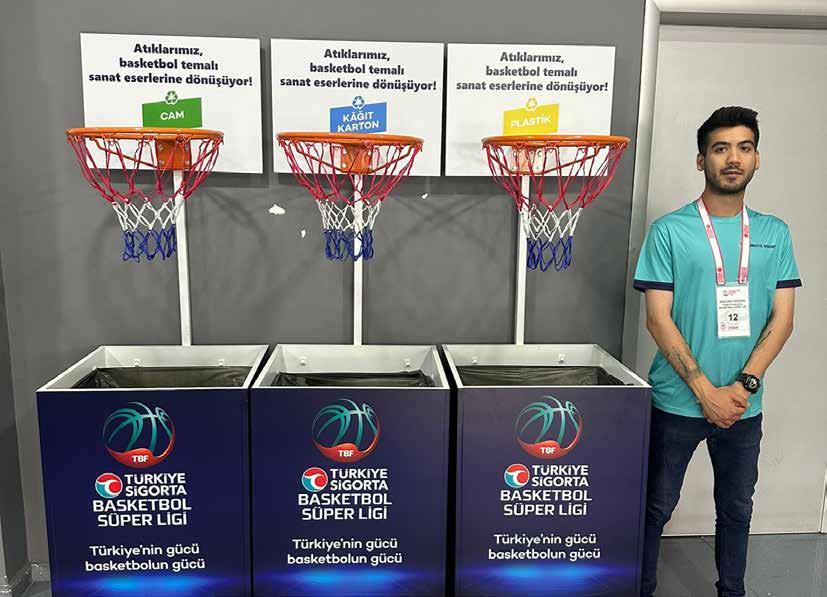 Atıklarımız,
basketbol temalı
sanat eserlerine dönüşüyor!
CAM
Atıklarımız,
basketbol temalı
sanat eserlerine dönüşüyor!
KÂĞIT
KARTON
Atıklarımız,
basketbol temalı
sanat eserlerine dönüşüyor!
PLASTİK
12
TBF
TÜRKİYE
SİGORTA
BASKETBOL
SÜPER LİGİ
Türkiye'nin gücü
basketbolun gücü
TBF
TÜRKİYE
SİGORTA
BASKETBOL
SÜPER LİGİ
Türkiye'nin gücü
basketbolun gücü
TBF
TÜRKİYE
SİGORTA
BASKETBOL
SÜPER LİGİ
Türkiye'nin gücü
basketbolun gücü